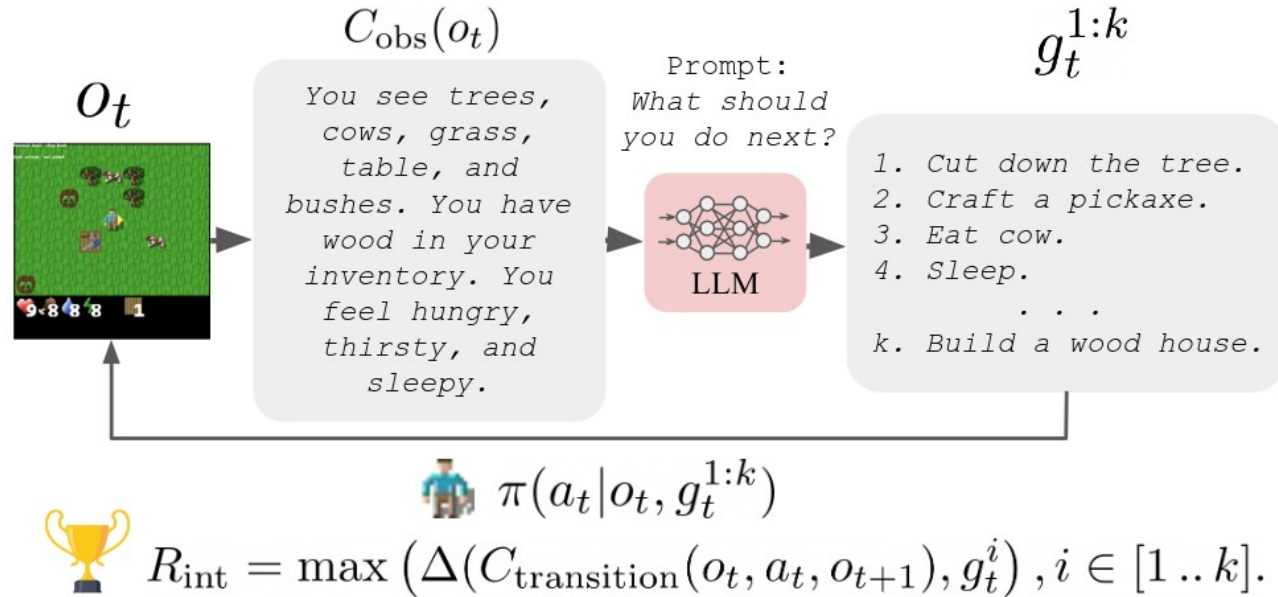 C_obs(o_t)
g_t^{1:k}
o_t
Prompt:
What should
you do next?
You see trees,
cows, grass,
table, and
bushes. You have
wood in your
inventory. You
feel hungry,
thirsty, and
sleepy.
LLM
1. Cut down the tree.
2. Craft a pickaxe.
3. Eat cow.
4. Sleep.
. . .
k. Build a wood house.
9 8 8 8 1
π(a_t|o_t, g_t^{1:k})
R_int = max (Δ(C_transition(o_t, a_t, o_{t+1}), g_t^i) , i ∈ [1 .. k].